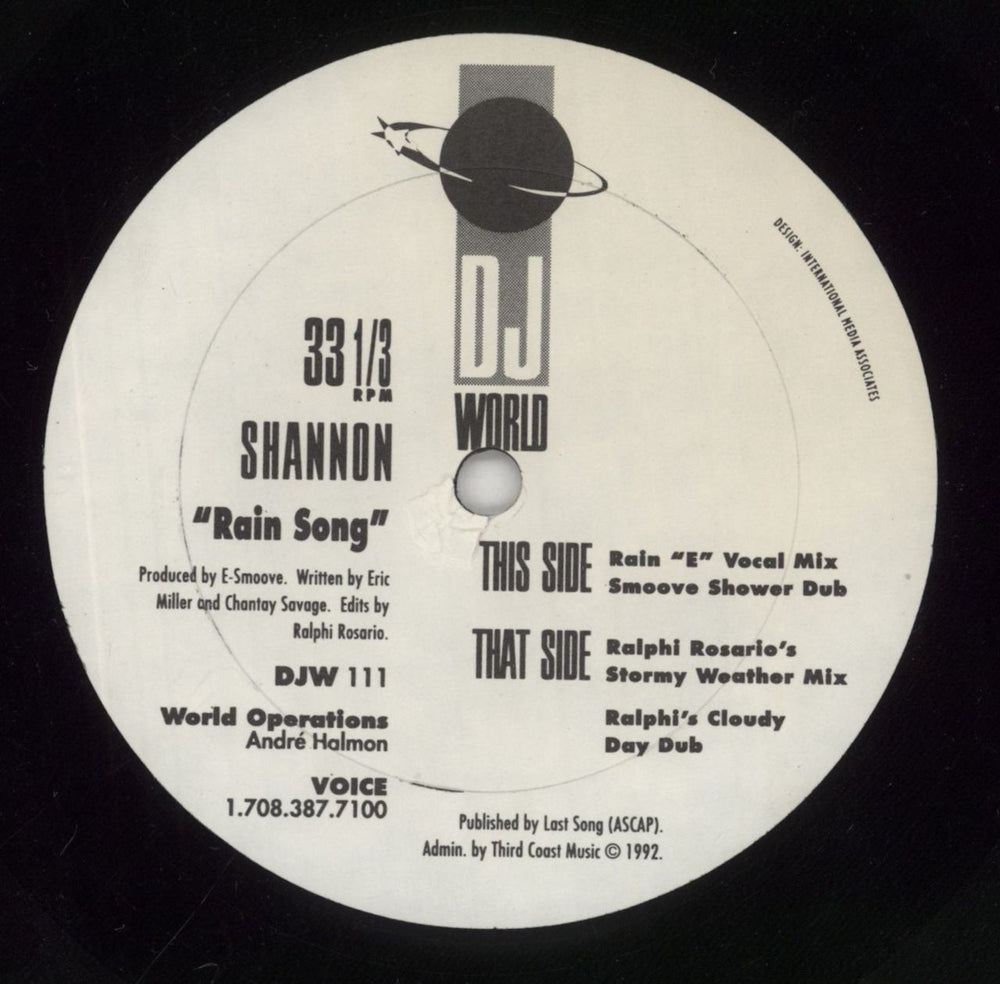 DJ
WORLD
DESIGN: INTERNATIONAL MEDIA ASSOCIATES
33 1/3
RPM
SHANNON
"Rain Song"
Produced by E-Smoove. Written by Eric
Miller and Chantay Savage. Edits by
Ralphi Rosario.
DJW 111
World Operations
André Halmon
VOICE
1.708.387.7100
THIS SIDE Rain "E" Vocal Mix
Smoove Shower Dub
THAT SIDE Ralphi Rosario's
Stormy Weather Mix
Ralphi's Cloudy
Day Dub
Published by Last Song (ASCAP).
Admin. by Third Coast Music © 1992.